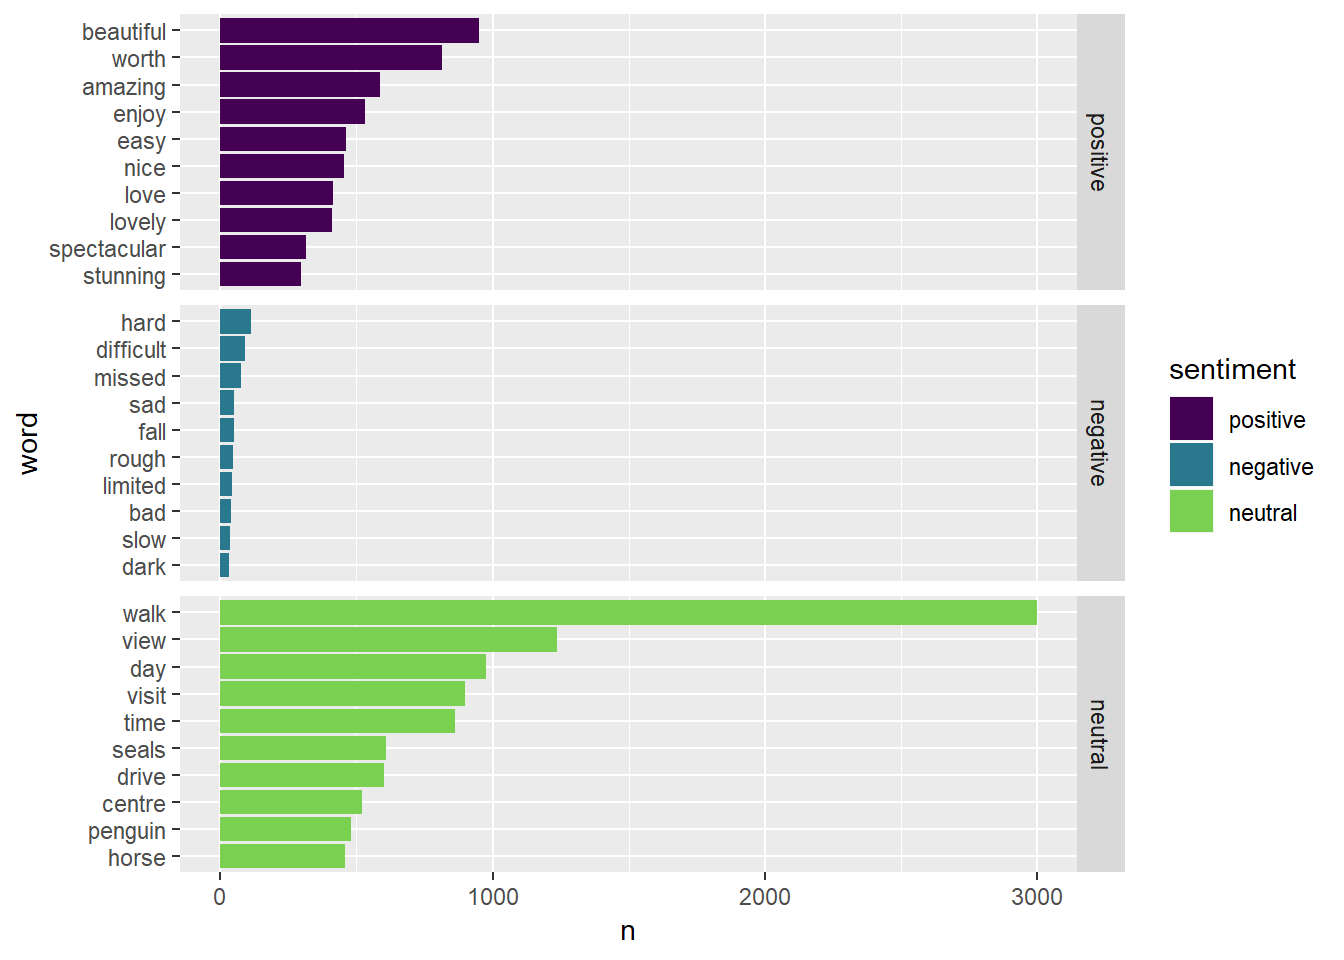 beautiful
worth
amazing
enjoy
easy
nice
love
lovely
spectacular
stunning
positive
hard
difficult
missed
sad
fall
rough
limited
bad
slow
dark
negative
walk
view
day
visit
time
seals
drive
centre
penguin
horse
neutral
word
0 1000 2000 3000
n
sentiment
positive
negative
neutral